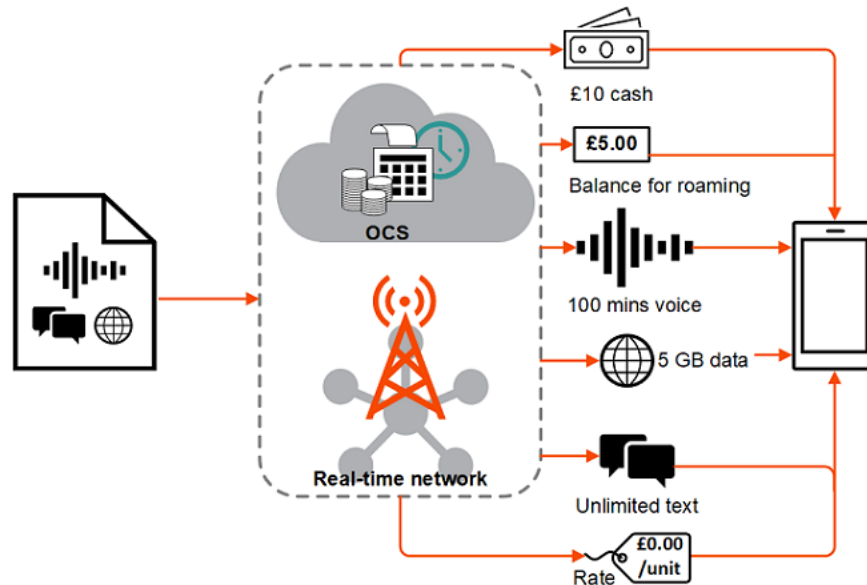 £10 cash
£5.00
Balance for roaming
OCS
100 mins voice
5 GB data
Real-time network
Unlimited text
£0.00
/unit
Rate